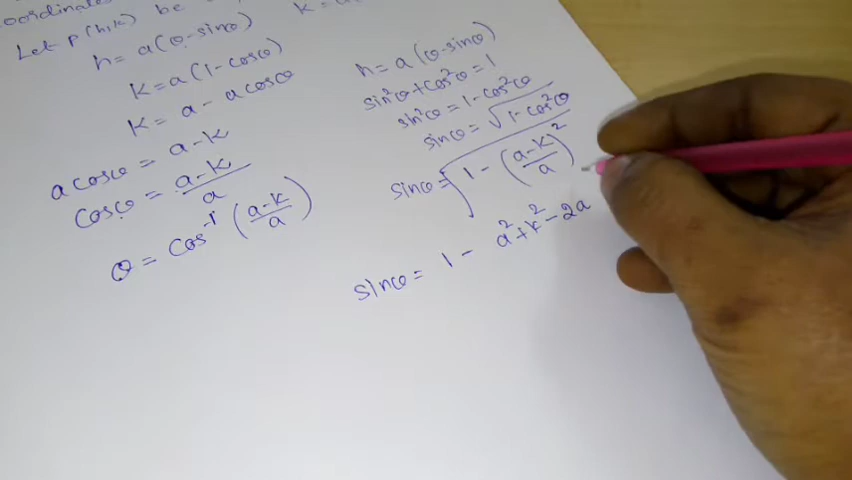 Let P(h,k) be
h = a(θ-sinθ)
K = a(1-cosθ)
K = a - a cosθ
a cosθ = a-k
Cosθ = a-k/a
θ = Cos⁻¹(a-k/a)
h = a(θ-sinθ)
sin²θ+cos²θ = 1
sin²θ = 1-cos²θ
sinθ = √1-cos²θ
sinθ = √1-(a-k/a)²
sinθ = 1 - a²+k²-2a